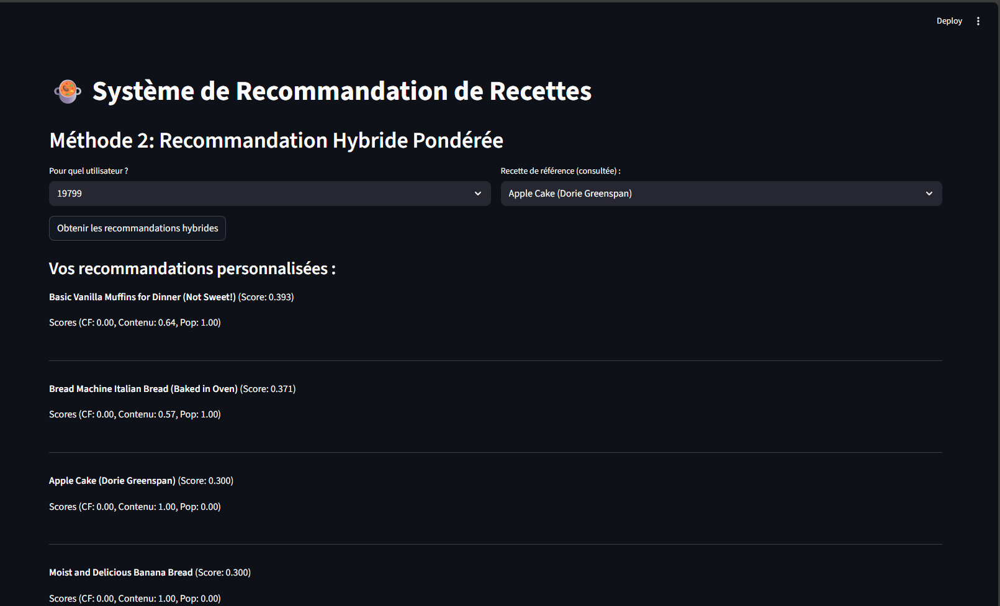 Deploy
Système de Recommandation de Recettes
Méthode 2: Recommandation Hybride Pondérée
Pour quel utilisateur ?
Recette de référence (consultée) :
19799
Apple Cake (Dorie Greenspan)
Obtenir les recommandations hybrides
Vos recommandations personnalisées :
Basic Vanilla Muffins for Dinner (Not Sweet!) (Score: 0.393)
Scores (CF: 0.00, Contenu: 0.64, Pop: 1.00)
Bread Machine Italian Bread (Baked in Oven) (Score: 0.371)
Scores (CF: 0.00, Contenu: 0.57, Pop: 1.00)
Apple Cake (Dorie Greenspan) (Score: 0.300)
Scores (CF: 0.00, Contenu: 1.00, Pop: 0.00)
Moist and Delicious Banana Bread (Score: 0.300)
Scores (CF: 0.00, Contenu: 1.00, Pop: 0.00)